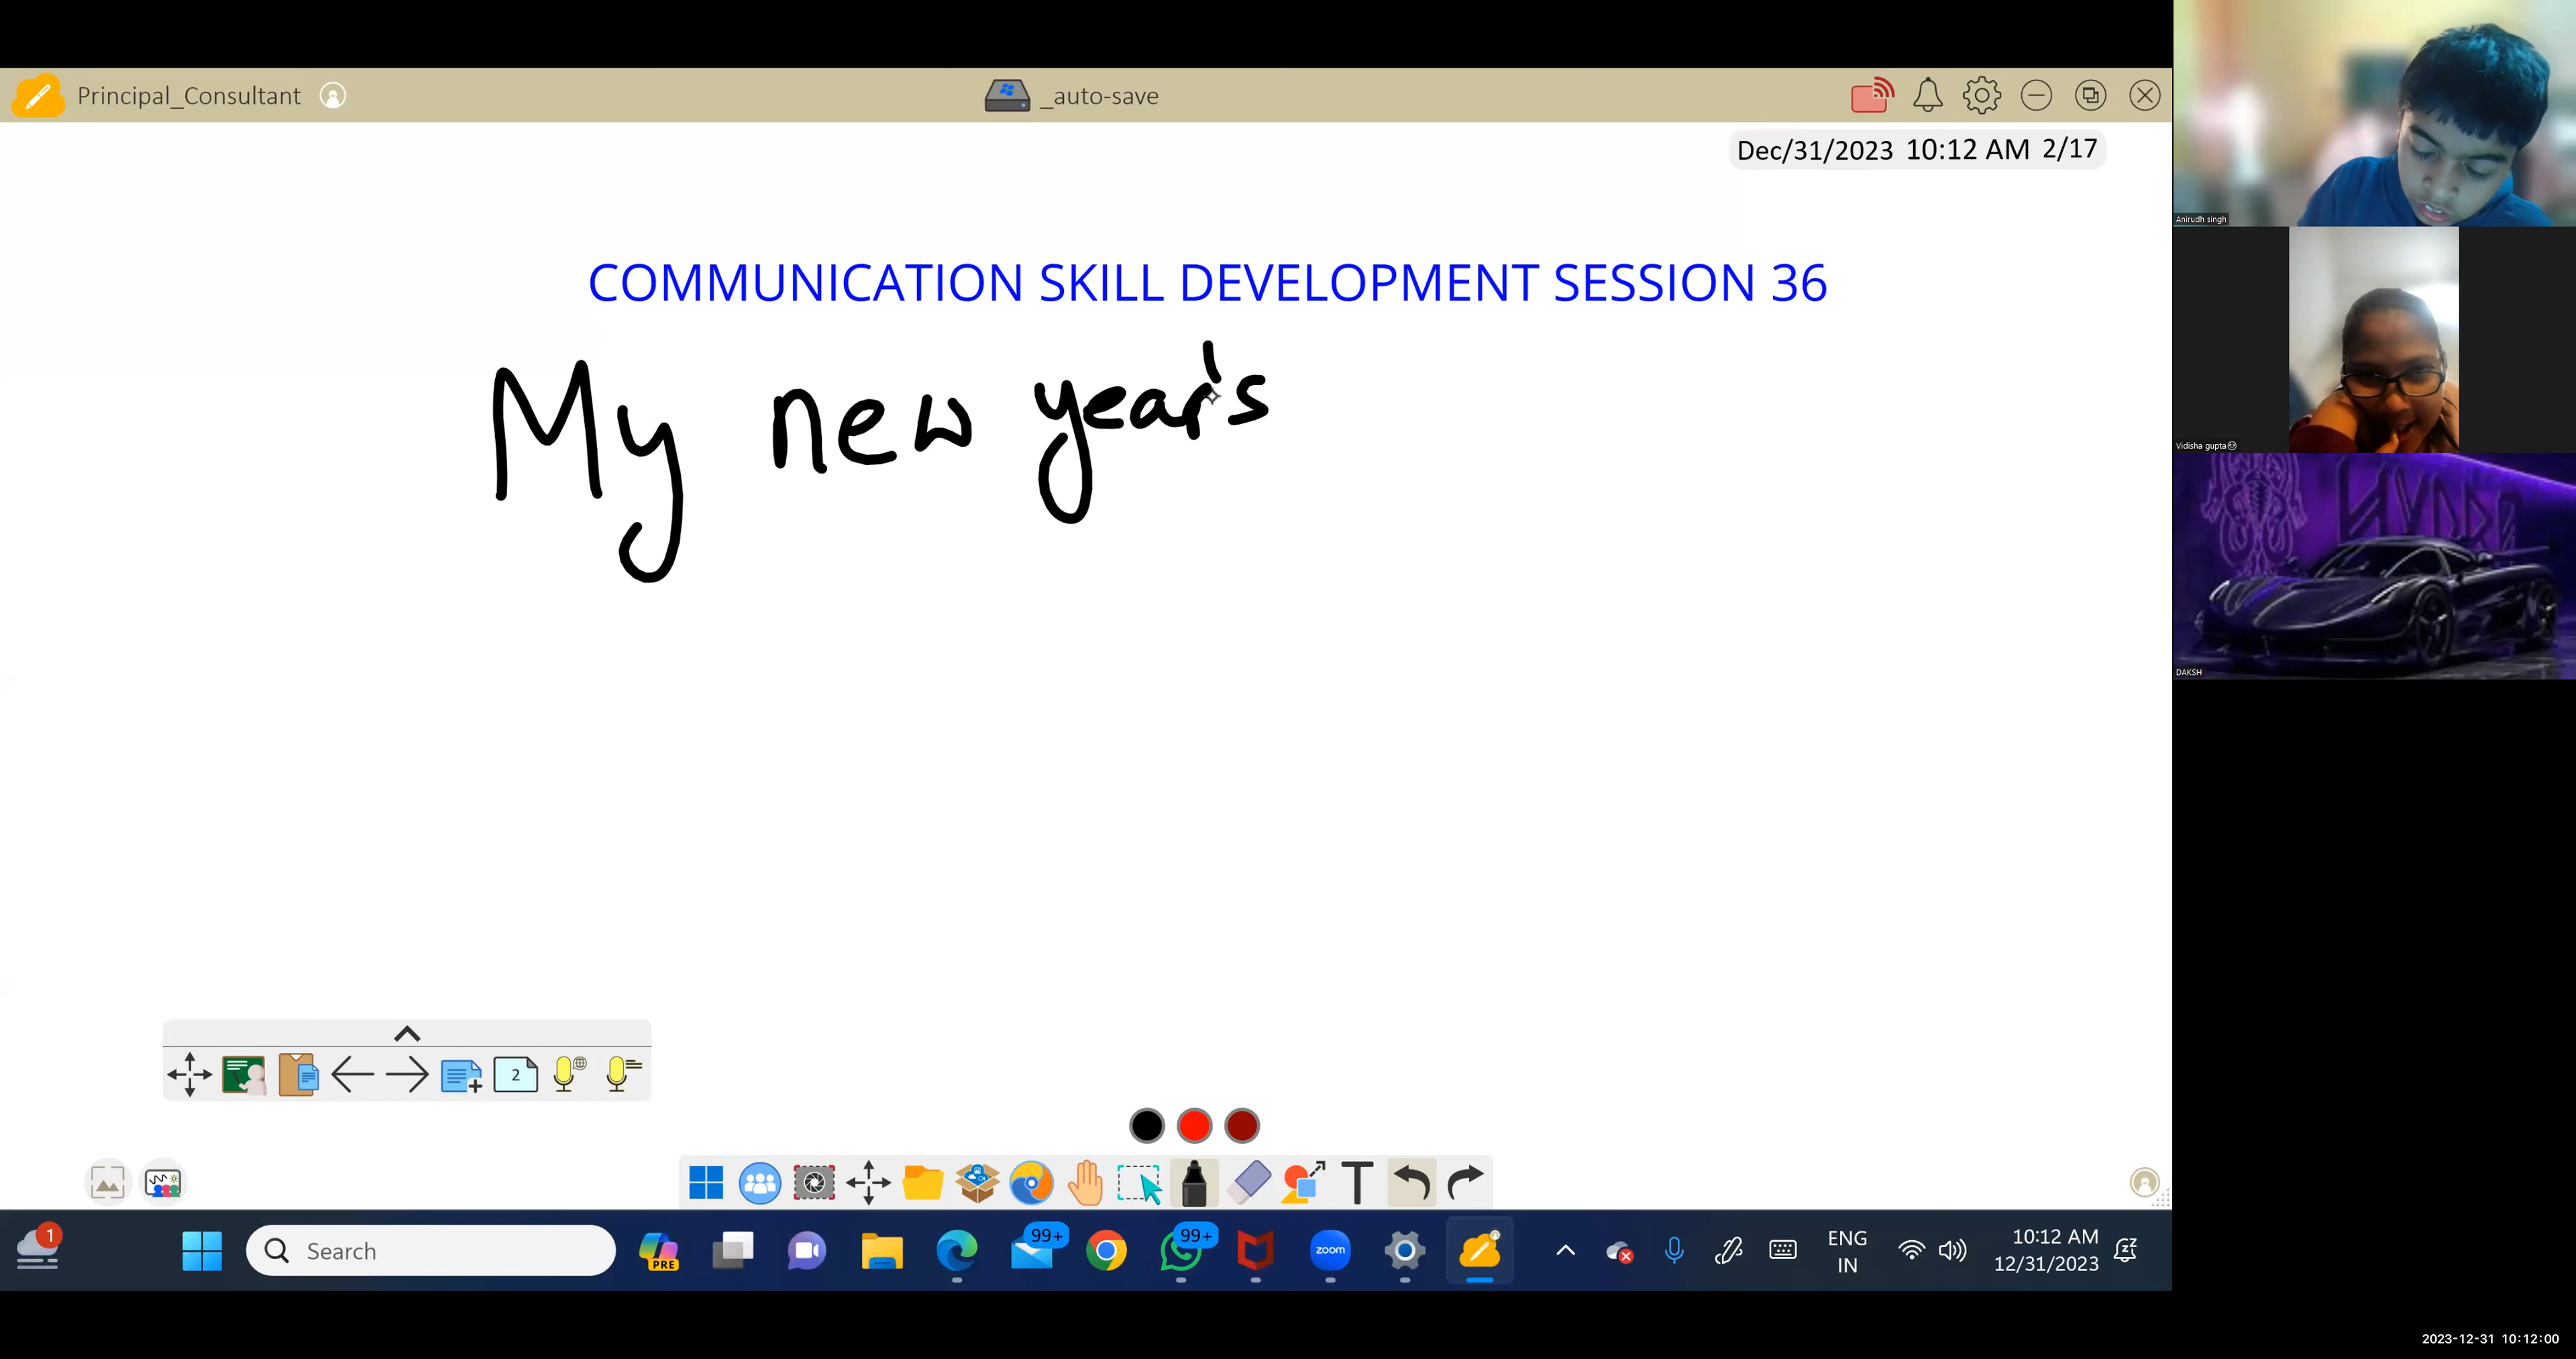 Principal_Consultant
_auto-save
Dec/31/2023 10:12 AM 2/17
COMMUNICATION SKILL DEVELOPMENT SESSION 36
My new year's
2
1
Search
PRE
99+
99+
zoom
ENG
IN
10:12 AM
12/31/2023
Anirudh singh
Vidisha gupta
DAKSH
2023-12-31 10:12:00